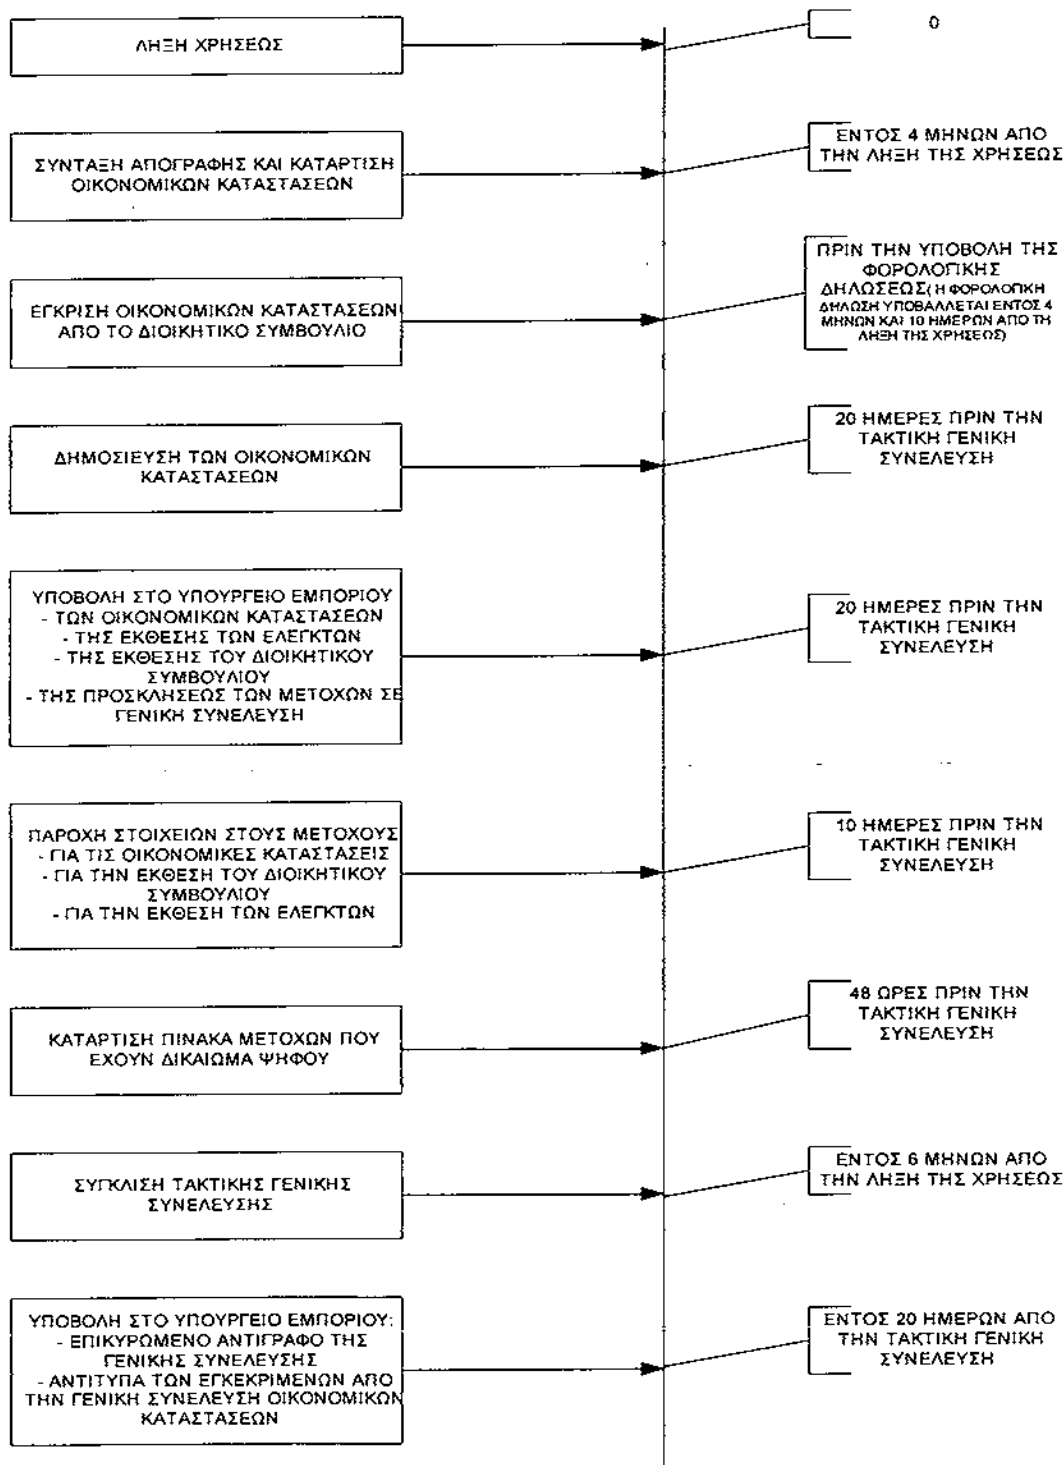 ΛΗΞΗ ΧΡΗΣΕΩΣ
0
ΣΥΝΤΑΞΗ ΑΠΟΓΡΑΦΗΣ ΚΑΙ ΚΑΤΑΡΤΙΣΗ
ΟΙΚΟΝΟΜΙΚΩΝ ΚΑΤΑΣΤΑΣΕΩΝ
ΕΝΤΟΣ 4 ΜΗΝΩΝ ΑΠΟ
ΤΗΝ ΛΗΞΗ ΤΗΣ ΧΡΗΣΕΩΣ
ΕΓΚΡΙΣΗ ΟΙΚΟΝΟΜΙΚΩΝ ΚΑΤΑΣΤΑΣΕΩΝ
ΑΠΟ ΤΟ ΔΙΟΙΚΗΤΙΚΟ ΣΥΜΒΟΥΛΙΟ
ΠΡΙΝ ΤΗΝ ΥΠΟΒΟΛΗ ΤΗΣ
ΦΟΡΟΛΟΓΙΚΗΣ
ΔΗΛΩΣΕΩΣ( Η ΦΟΡΟΛΟΓΙΚΗ
ΔΗΛΩΣΗ ΥΠΟΒΑΛΛΕΤΑΙ ΕΝΤΟΣ 4
ΜΗΝΩΝ ΚΑΙ 10 ΗΜΕΡΩΝ ΑΠΟ ΤΗ
ΛΗΞΗ ΤΗΣ ΧΡΗΣΕΩΣ)
ΔΗΜΟΣΙΕΥΣΗ ΤΩΝ ΟΙΚΟΝΟΜΙΚΩΝ
ΚΑΤΑΣΤΑΣΕΩΝ
20 ΗΜΕΡΕΣ ΠΡΙΝ ΤΗΝ
ΤΑΚΤΙΚΗ ΓΕΝΙΚΗ
ΣΥΝΕΛΕΥΣΗ
ΥΠΟΒΟΛΗ ΣΤΟ ΥΠΟΥΡΓΕΙΟ ΕΜΠΟΡΙΟΥ
- ΤΩΝ ΟΙΚΟΝΟΜΙΚΩΝ ΚΑΤΑΣΤΑΣΕΩΝ
- ΤΗΣ ΕΚΘΕΣΗΣ ΤΩΝ ΕΛΕΓΚΤΩΝ
- ΤΗΣ ΕΚΘΕΣΗΣ ΤΟΥ ΔΙΟΙΚΗΤΙΚΟΥ
ΣΥΜΒΟΥΛΙΟΥ
- ΤΗΣ ΠΡΟΣΚΛΗΣΕΩΣ ΤΩΝ ΜΕΤΟΧΩΝ ΣΕ
ΓΕΝΙΚΗ ΣΥΝΕΛΕΥΣΗ
20 ΗΜΕΡΕΣ ΠΡΙΝ ΤΗΝ
ΤΑΚΤΙΚΗ ΓΕΝΙΚΗ
ΣΥΝΕΛΕΥΣΗ
ΠΑΡΟΧΗ ΣΤΟΙΧΕΙΩΝ ΣΤΟΥΣ ΜΕΤΟΧΟΥΣ
- ΓΙΑ ΤΙΣ ΟΙΚΟΝΟΜΙΚΕΣ ΚΑΤΑΣΤΑΣΕΙΣ
- ΓΙΑ ΤΗΝ ΕΚΘΕΣΗ ΤΟΥ ΔΙΟΙΚΗΤΙΚΟΥ
ΣΥΜΒΟΥΛΙΟΥ
- ΓΙΑ ΤΗΝ ΕΚΘΕΣΗ ΤΩΝ ΕΛΕΓΚΤΩΝ
10 ΗΜΕΡΕΣ ΠΡΙΝ ΤΗΝ
ΤΑΚΤΙΚΗ ΓΕΝΙΚΗ
ΣΥΝΕΛΕΥΣΗ
ΚΑΤΑΡΤΙΣΗ ΠΙΝΑΚΑ ΜΕΤΟΧΩΝ ΠΟΥ
ΕΧΟΥΝ ΔΙΚΑΙΩΜΑ ΨΗΦΟΥ
48 ΩΡΕΣ ΠΡΙΝ ΤΗΝ
ΤΑΚΤΙΚΗ ΓΕΝΙΚΗ
ΣΥΝΕΛΕΥΣΗ
ΣΥΓΚΛΙΣΗ ΤΑΚΤΙΚΗΣ ΓΕΝΙΚΗΣ
ΣΥΝΕΛΕΥΣΗΣ
ΕΝΤΟΣ 6 ΜΗΝΩΝ ΑΠΟ
ΤΗΝ ΛΗΞΗ ΤΗΣ ΧΡΗΣΕΩΣ
ΥΠΟΒΟΛΗ ΣΤΟ ΥΠΟΥΡΓΕΙΟ ΕΜΠΟΡΙΟΥ:
- ΕΠΙΚΥΡΩΜΕΝΟ ΑΝΤΙΓΡΑΦΟ ΤΗΣ
ΓΕΝΙΚΗΣ ΣΥΝΕΛΕΥΣΗΣ
- ΑΝΤΙΤΥΠΑ ΤΩΝ ΕΓΚΕΚΡΙΜΕΝΩΝ ΑΠΟ
ΤΗΝ ΓΕΝΙΚΗ ΣΥΝΕΛΕΥΣΗ ΟΙΚΟΝΟΜΙΚΩΝ
ΚΑΤΑΣΤΑΣΕΩΝ
ΕΝΤΟΣ 20 ΗΜΕΡΩΝ ΑΠΟ
ΤΗΝ ΤΑΚΤΙΚΗ ΓΕΝΙΚΗ
ΣΥΝΕΛΕΥΣΗ